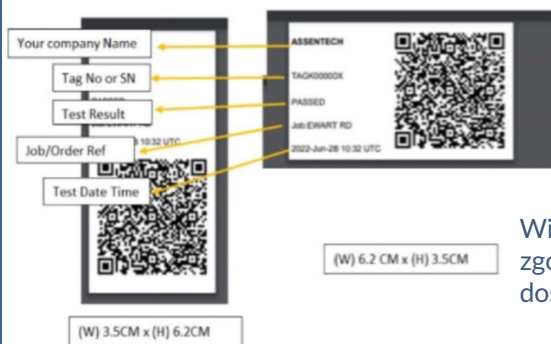 Your company Name
Tag No or SN
Test Result
Job/Order Ref
10:32 UTC
Test Date Time
(W) 3.5CM x (H) 6.2CM
ASSENTECH
TAGK0000GX
PASSED
Job:EWART RD
2022-Jun-28 10:32 UTC
(W) 6.2 CM x (H) 3.5CM
Wi
zgo
do